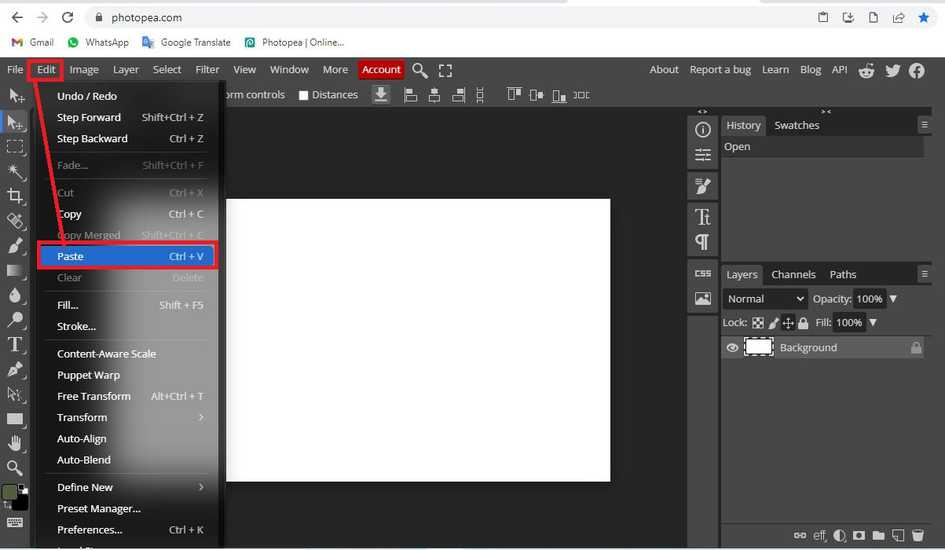 photopea.com
Gmail WhatsApp Google Translate Photopea | Online...
File Edit Image Layer Select Filter View Window More Account About Report a bug Learn Blog API
orm controls Distances
Undo / Redo
Step Forward Shift+Ctrl + Z
Step Backward Ctrl + Z
Fade... Shift+Ctrl + F
Cut Ctrl + X
Copy Ctrl + C
Copy Merged Shift+Ctrl + C
Paste Ctrl + V
Clear Delete
Fill... Shift + F5
Stroke...
Content-Aware Scale
Puppet Warp
Free Transform Alt+Ctrl + T
Transform >
Auto-Align
Auto-Blend
Define New >
Preset Manager...
Preferences... Ctrl + K
< > > <
History Swatches
Open
CSS
Layers Channels Paths
Normal Opacity: 100%
Lock: Fill: 100%
Background
eff